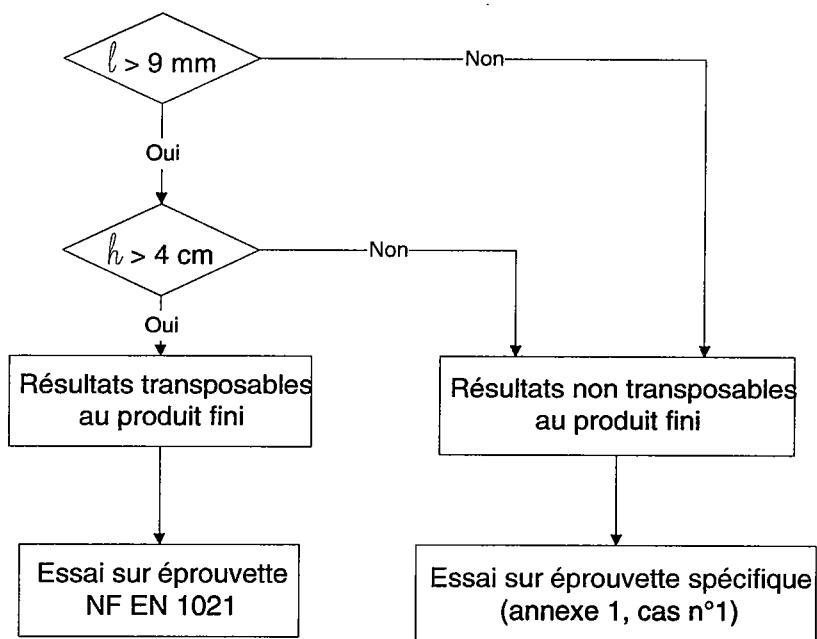 ℓ > 9 mm
Non
Oui
h > 4 cm
Non
Oui
Résultats transposables
au produit fini
Résultats non transposables
au produit fini
Essai sur éprouvette
NF EN 1021
Essai sur éprouvette spécifique
(annexe 1, cas n°1)